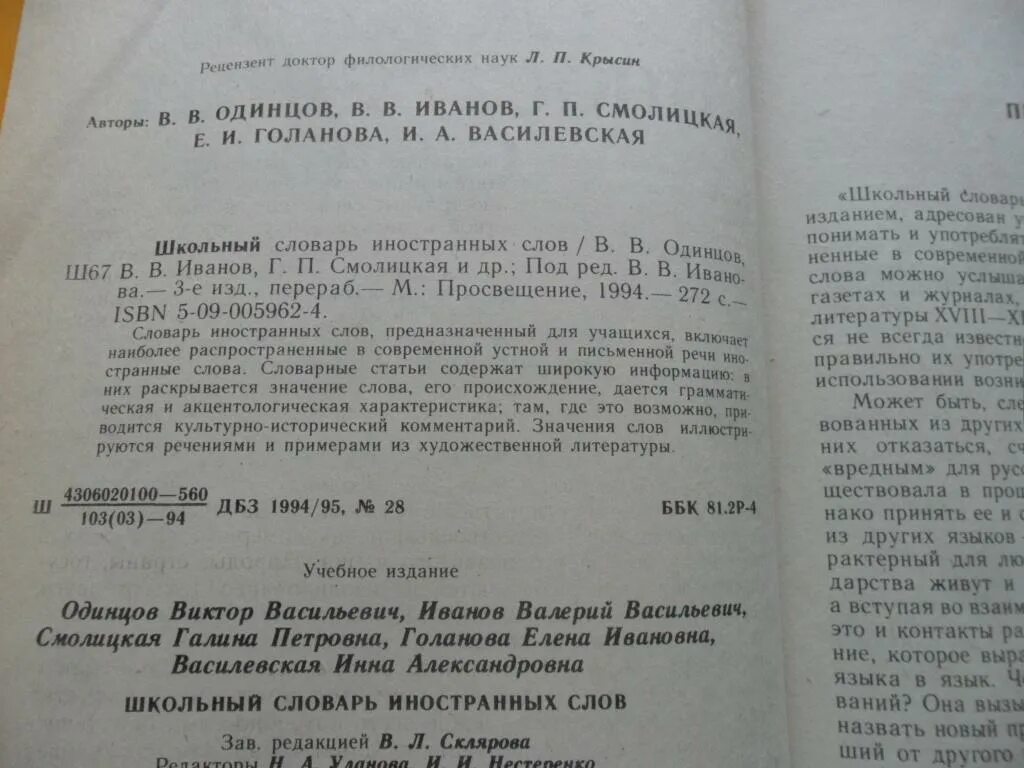 Рецензент доктор филологических наук Л. П. Крысин
Авторы: В. В. ОДИНЦОВ, В. В. ИВАНОВ, Г. П. СМОЛИЦКАЯ,
Е. И. ГОЛАНОВА, И. А. ВАСИЛЕВСКАЯ
Школьный словарь иностранных слов / В. В. Одинцов,
Ш67 В. В. Иванов, Г. П. Смолицкая и др.; Под ред. В. В. Ивано-
ва.— 3-е изд., перераб.— М.: Просвещение, 1994.— 272 с.—
ISBN 5-09-005962-4.
Словарь иностранных слов, предназначенный для учащихся, включает
наиболее распространенные в современной устной и письменной речи ино-
странные слова. Словарные статьи содержат широкую информацию: в
них раскрывается значение слова, его происхождение, дается граммати-
ческая и акцентологическая характеристика; там, где это возможно, при-
водится культурно-исторический комментарий. Значения слов иллюстри-
руются речениями и примерами из художественной литературы.
Ш 4306020100—560
103(03)—94 ДБЗ 1994/95, № 28 ББК 81.2Р-4
Учебное издание
Одинцов Виктор Васильевич, Иванов Валерий Васильевич,
Смолицкая Галина Петровна, Голанова Елена Ивановна,
Василевская Инна Александровна
ШКОЛЬНЫЙ СЛОВАРЬ ИНОСТРАННЫХ СЛОВ
Зав. редакцией В. Л. Склярова
Редакторы Н. А. Уланова, И. И. Нестеренко
«Школьный словарь
изданием, адресован
понимать и употреблят
ненные в современной
слова можно услыша
газетах и журналах,
литературы XVIII—
ся не всегда известн
правильно их употре
использовании возни
Может быть, сле
вованных из других
них отказаться, сч
«вредным» для рус
ществовала в прош
нако принять ее и с
из других языков
рактерный для лю
дарства живут и
а вступая во взаим
это и контакты ра
ние, которое выра
языка в язык. Ч
ваний? Она вызы
назвать новый пр
ший от другого